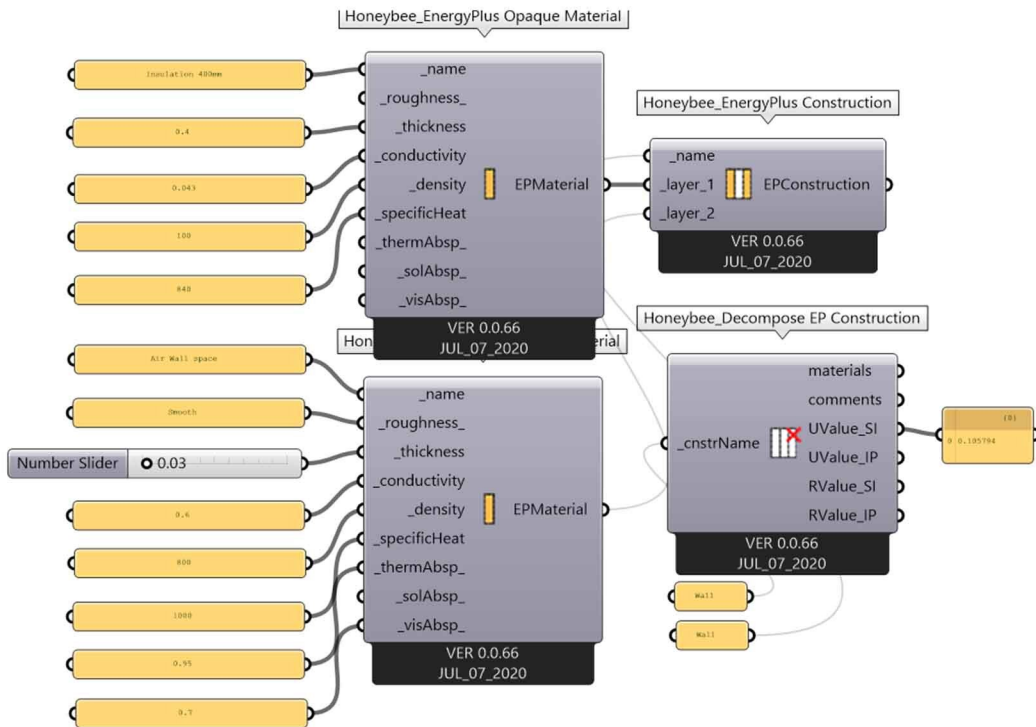 Honeybee_EnergyPlus Opaque Material
Insulation 400mm
0.4
0.043
100
840
_name
_roughness_
_thickness
_conductivity
_density
_specificHeat
_thermAbsp_
_solAbsp_
_visAbsp_
EPMaterial
VER 0.0.66
JUL_07_2020
Honeybee_EnergyPlus Construction
_name
_layer_1
_layer_2
EPConstruction
VER 0.0.66
JUL_07_2020
Air Wall space
Smooth
Number Slider
0.03
0.6
800
1000
0.95
0.7
_name
_roughness_
_thickness
_conductivity
_density
_specificHeat
_thermAbsp_
_solAbsp_
_visAbsp_
EPMaterial
VER 0.0.66
JUL_07_2020
Honeybee_Decompose EP Construction
_cnstrName
materials
comments
UValue_SI
UValue_IP
RValue_SI
RValue_IP
VER 0.0.66
JUL_07_2020
{0}
0 0.105794
Wall
Wall